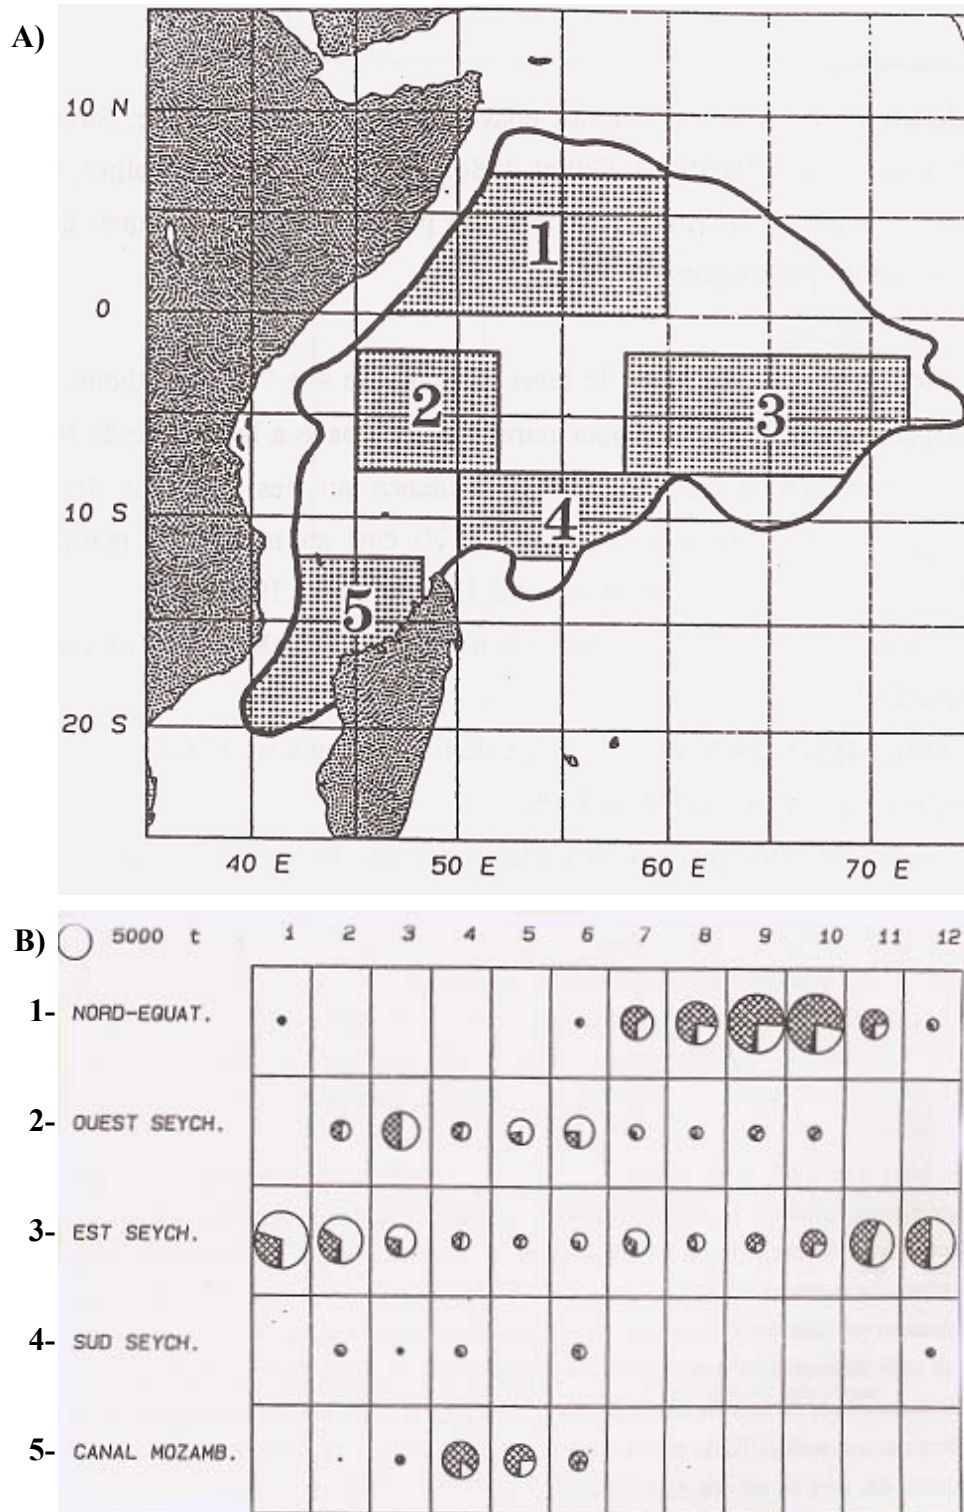 A)
10 N
1
0
2
3
10 S
4
5
20 S
40 E 50 E 60 E 70 E
B) 5000 t 1 2 3 4 5 6 7 8 9 10 11 12
1- NORD-EQUAT.
2- OUEST SEYCH.
3- EST SEYCH.
4- SUD SEYCH.
5- CANAL MOZAMB.